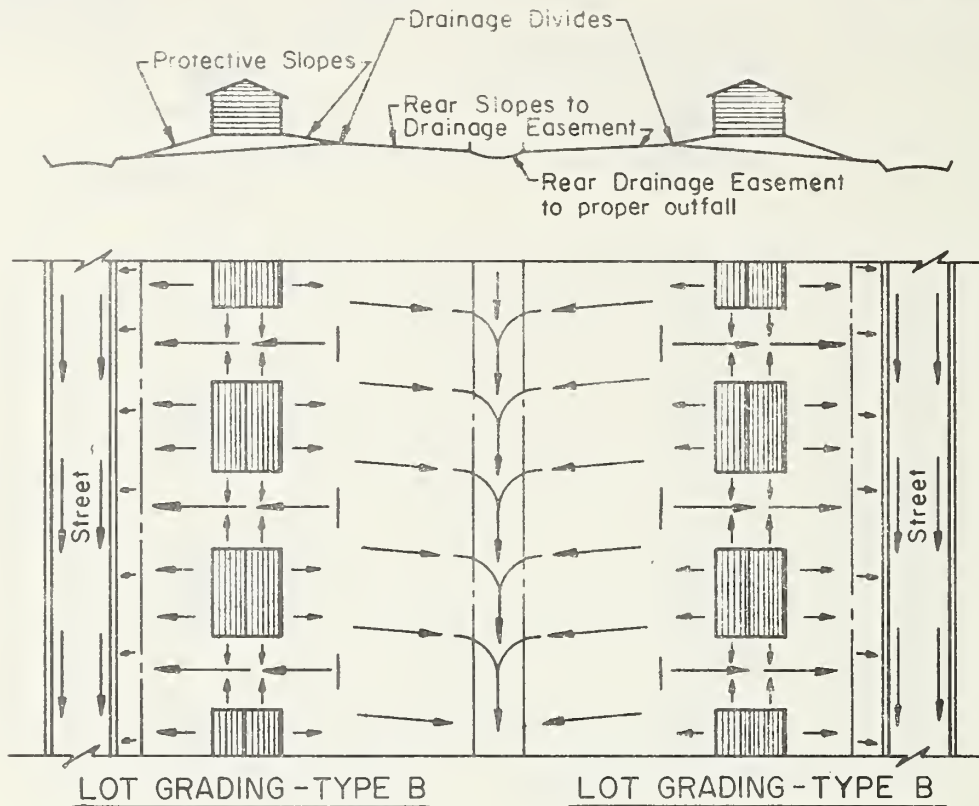 Drainage Divides
Protective Slopes
Rear Slopes to
Drainage Easement
Rear Drainage Easement
to proper outfall
Street
Street
LOT GRADING-TYPE B
LOT GRADING-TYPE B